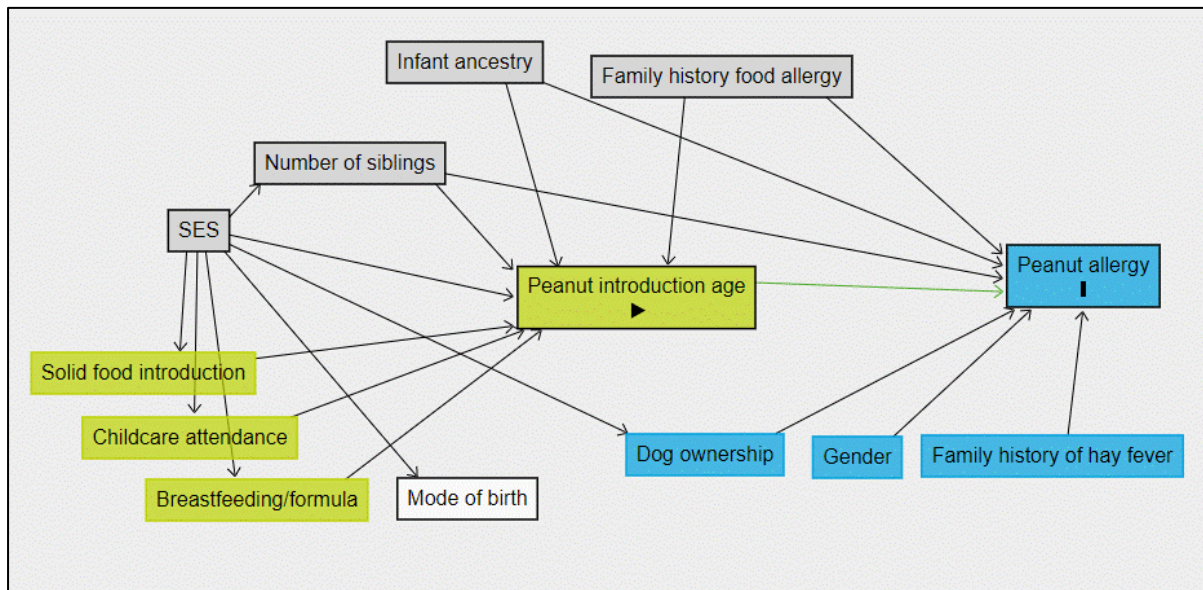 Infant ancestry
Family history food allergy
Number of siblings
SES
Peanut introduction age
Peanut allergy
Solid food introduction
Childcare attendance
Breastfeeding/formula
Mode of birth
Dog ownership
Gender
Family history of hay fever